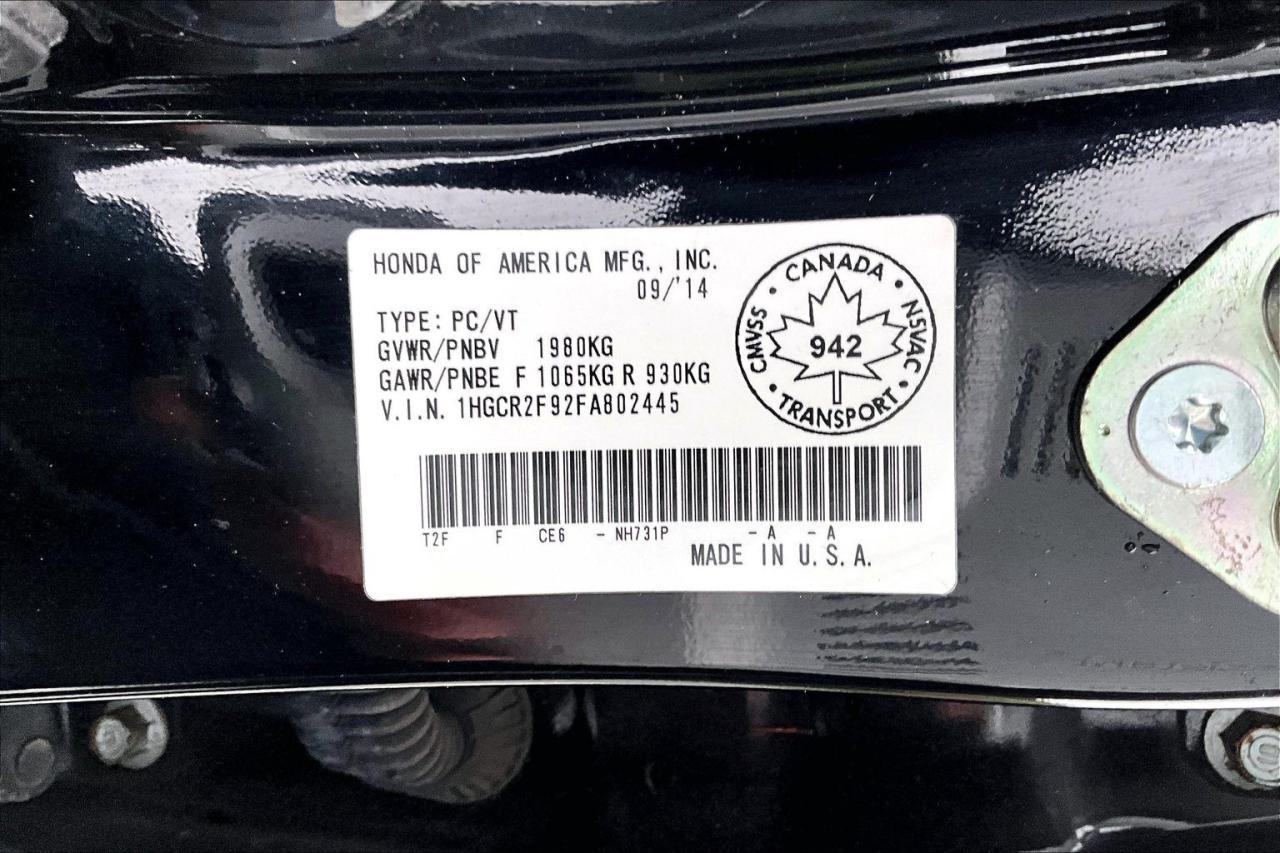 HONDA OF AMERICA MFG., INC.
09/'14
TYPE: PC/VT
GVWR/PNBV 1980KG
GAWR/PNBE F 1065KG R 930KG
V.I.N. 1HGCR2F92FA802445
CANADA • NSVAC • TRANSPORT • CMVSS •
942
T2F F CE6 - NH731P - A - A
MADE IN U.S.A.